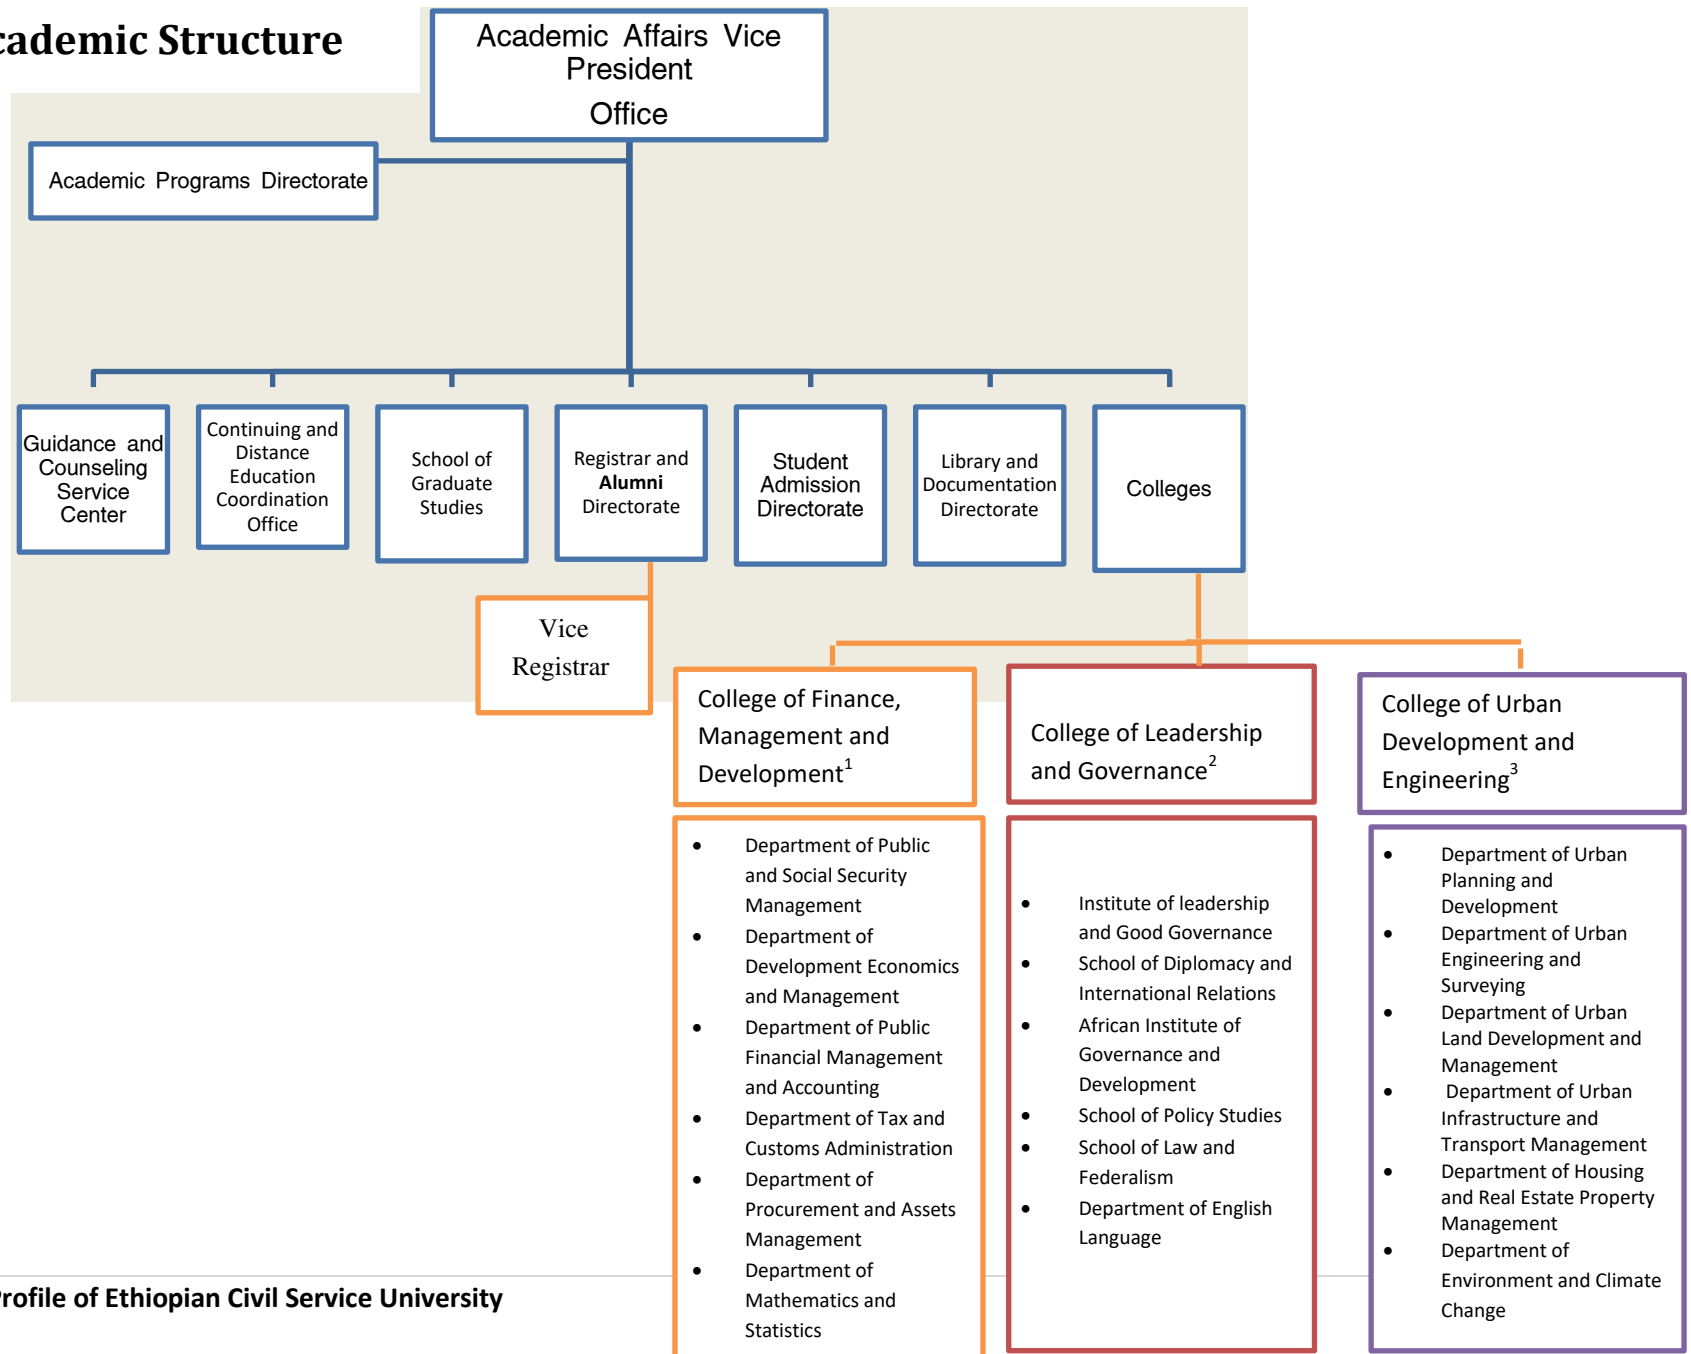 cademic Structure
Academic Affairs Vice
President
Office
Academic Programs Directorate
Guidance and
Counseling
Service
Center
Continuing and
Distance
Education
Coordination
Office
School of
Graduate
Studies
Registrar and
Alumni
Directorate
Student
Admission
Directorate
Library and
Documentation
Directorate
Colleges
Vice
Registrar
College of Finance,
Management and
Development¹
College of Leadership
and Governance²
College of Urban
Development and
Engineering³
• Department of Public
and Social Security
Management
• Department of
Development Economics
and Management
• Department of Public
Financial Management
and Accounting
• Department of Tax and
Customs Administration
• Department of
Procurement and Assets
Management
• Department of
Mathematics and
Statistics
• Institute of leadership
and Good Governance
• School of Diplomacy and
International Relations
• African Institute of
Governance and
Development
• School of Policy Studies
• School of Law and
Federalism
• Department of English
Language
• Department of Urban
Planning and
Development
• Department of Urban
Engineering and
Surveying
• Department of Urban
Land Development and
Management
• Department of Urban
Infrastructure and
Transport Management
• Department of Housing
and Real Estate Property
Management
• Department of
Environment and Climate
Change
Profile of Ethiopian Civil Service University